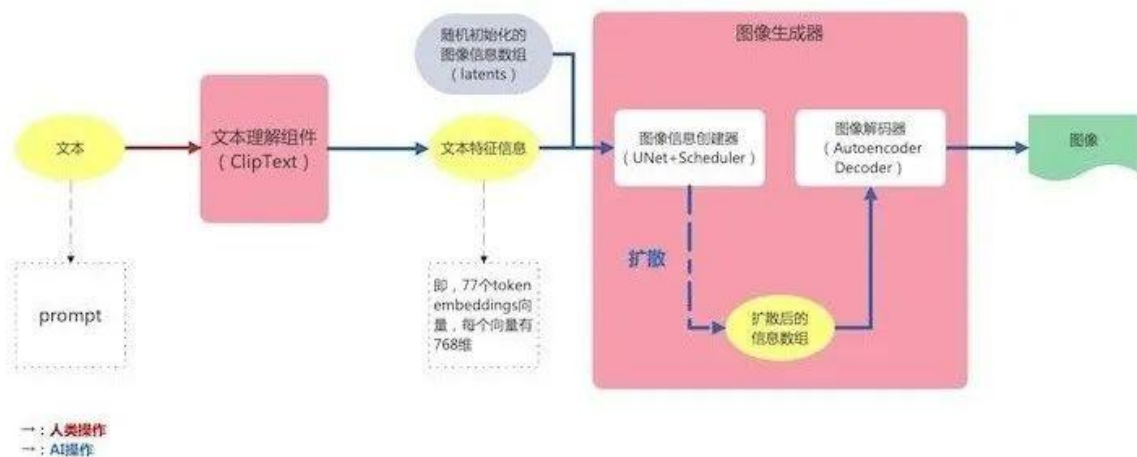 随机初始化的
图像信息数组
(latents)
图像生成器
文本
文本理解组件
(ClipText)
文本特征信息
图像信息创建器
(UNet+Scheduler)
图像解码器
(Autoencoder
Decoder)
图像
扩散
prompt
即，77个token
embeddings向
量，每个向量有
768维
扩散后的
信息数组
→：人类操作
→：AI操作